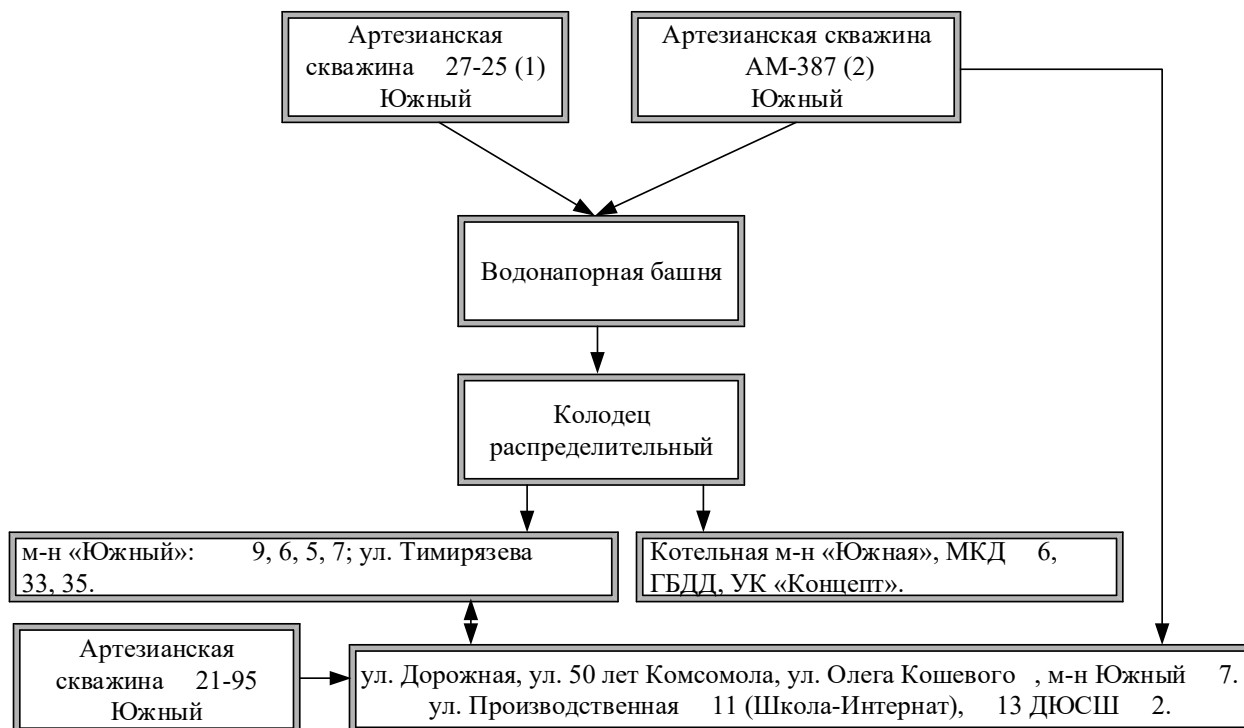 Артезианская
скважина 27-25 (1)
Южный
Артезианская скважина
АМ-387 (2)
Южный
Водонапорная башня
Колодец
распределительный
м-н «Южный»: 9, 6, 5, 7; ул. Тимирязева
33, 35.
Котельная м-н «Южная», МКД 6,
ГБДД, УК «Концепт».
Артезианская
скважина 21-95
Южный
ул. Дорожная, ул. 50 лет Комсомола, ул. Олега Кошевого , м-н Южный 7.
ул. Производственная 11 (Школа-Интернат), 13 ДЮСШ 2.